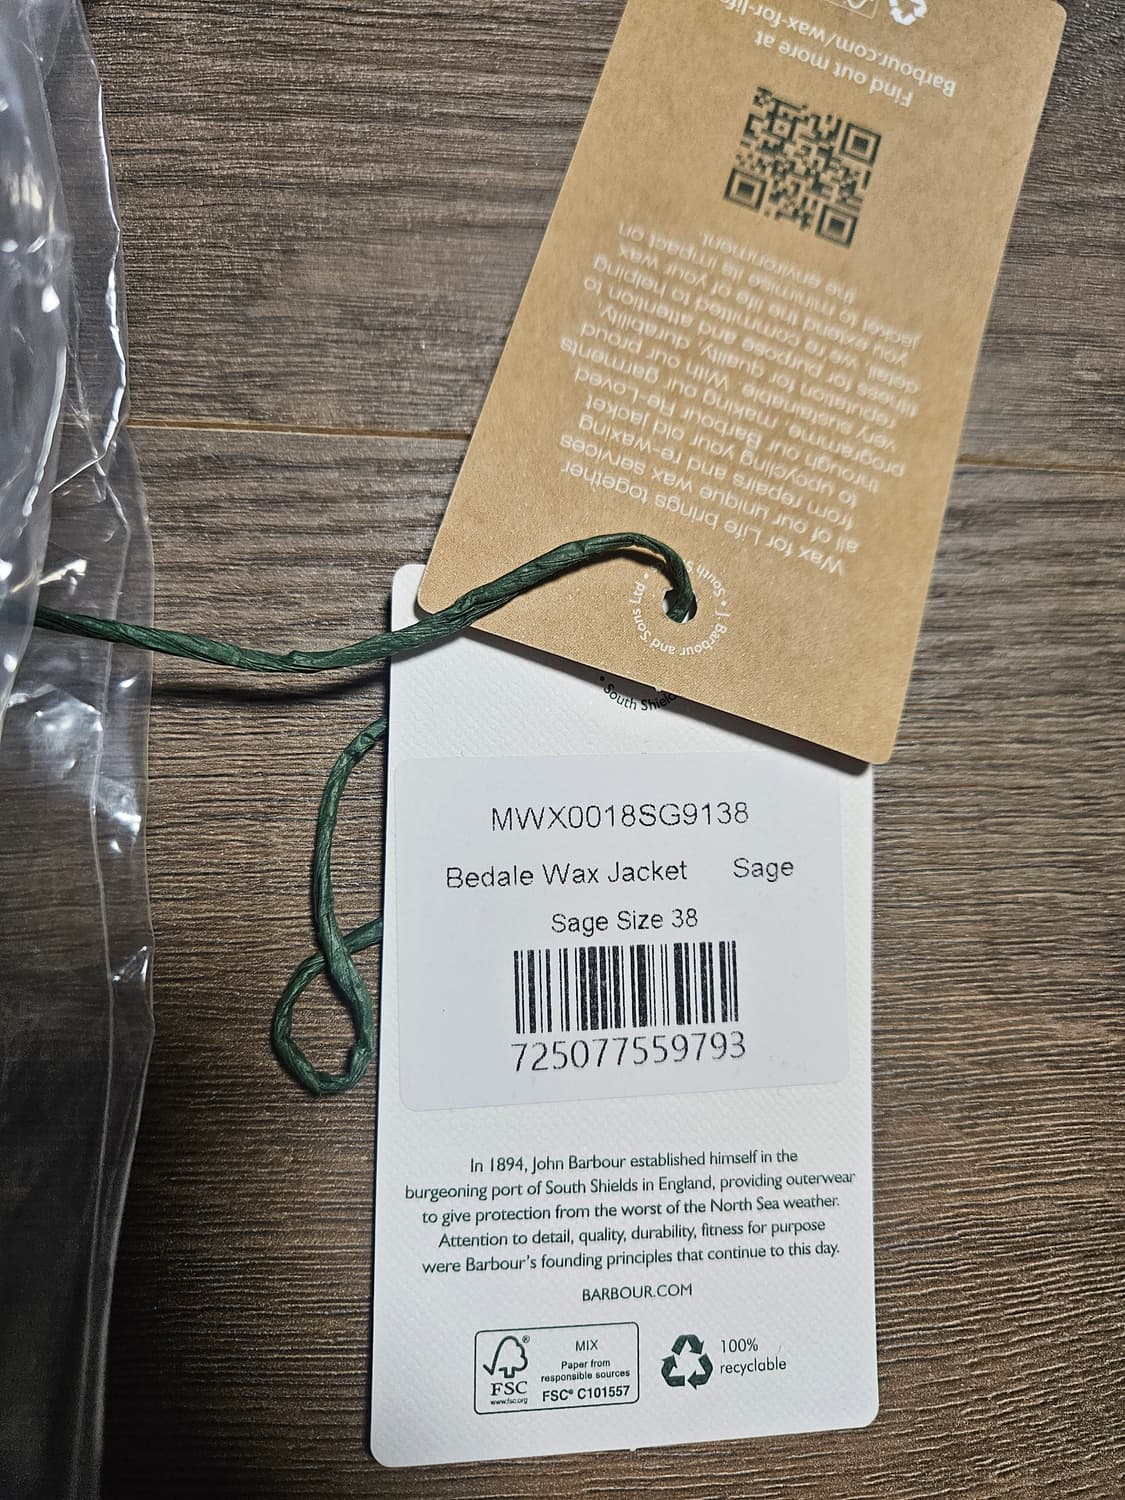 Wax for Life brings together
all of our unique wax services
from repairs and re-waxing
to upcycling your old jacket
through our Barbour Re-Loved
programme, making our garments
very sustainable. With our proud
reputation for quality, durability,
fitness for purpose and attention to
detail, we're committed to helping
you extend the life of your wax
jacket to minimise its impact on
the environment.
Find out more at
Barbour.com/wax-for-life
• J. Barbour and Sons Ltd • South
• South Shields
MWX0018SG9138
Bedale Wax Jacket Sage
Sage Size 38
725077559793
In 1894, John Barbour established himself in the
burgeoning port of South Shields in England, providing outerwear
to give protection from the worst of the North Sea weather.
Attention to detail, quality, durability, fitness for purpose
were Barbour's founding principles that continue to this day.
BARBOUR.COM
FSC®
www.fsc.org
MIX
Paper from
responsible sources
FSC® C101557
100%
recyclable